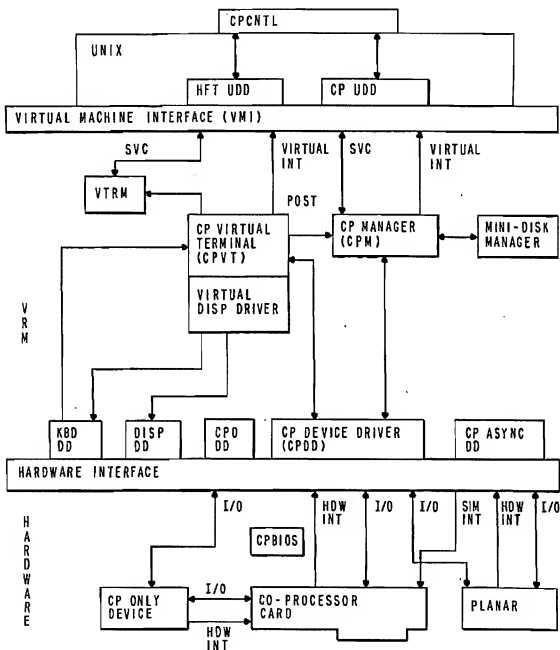 CPCNTL
UNIX
HFT UDD
CP UDD
VIRTUAL MACHINE INTERFACE (VMI)
SVC
VIRTUAL
INT
SVC
VIRTUAL
INT
VTRM
POST
CP VIRTUAL
TERMINAL
(CPVT)
CP MANAGER
(CPM)
MINI-DISK
MANAGER
VIRTUAL
DISP DRIVER
VRM
KBD
DD
DISP
DD
CPO
DD
CP DEVICE DRIVER
(CPDD)
CP ASYNC
DD
HARDWARE INTERFACE
HARDWARE
I/O
HDW
INT
I/O
I/O
SIM
INT
HDW
INT
I/O
CPBIOS
CP ONLY
DEVICE
I/O
HDW
INT
CO-PROCESSOR
CARD
PLANAR